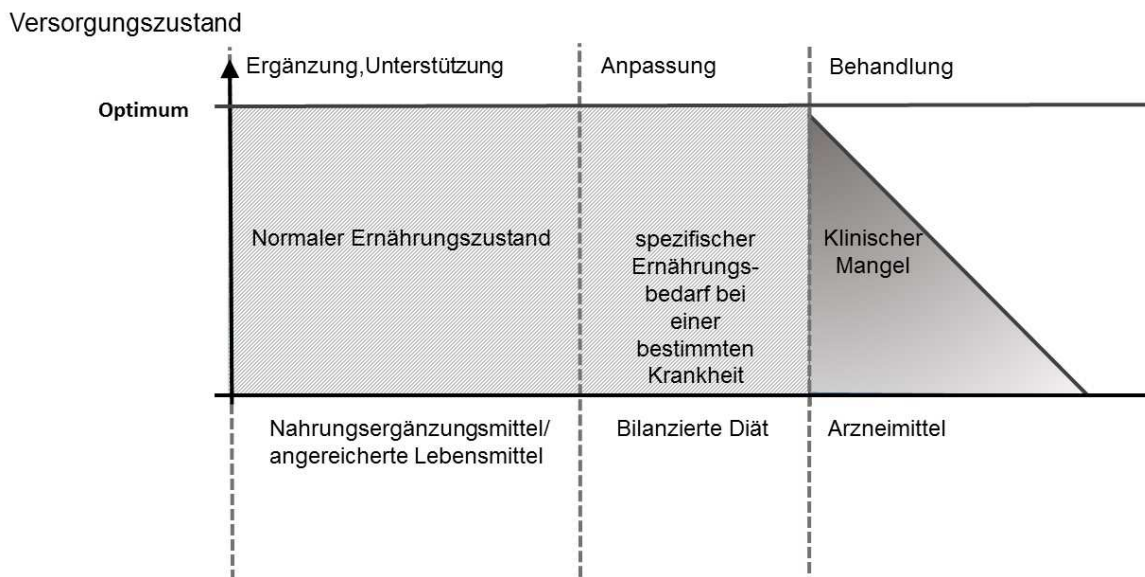 Versorgungszustand
Ergänzung,Unterstützung
Anpassung
Behandlung
Optimum
Normaler Ernährungszustand
spezifischer
Ernährungs-
bedarf bei
einer
bestimmten
Krankheit
Klinischer
Mangel
Nahrungsergänzungsmittel/
angereicherte Lebensmittel
Bilanzierte Diät
Arzneimittel